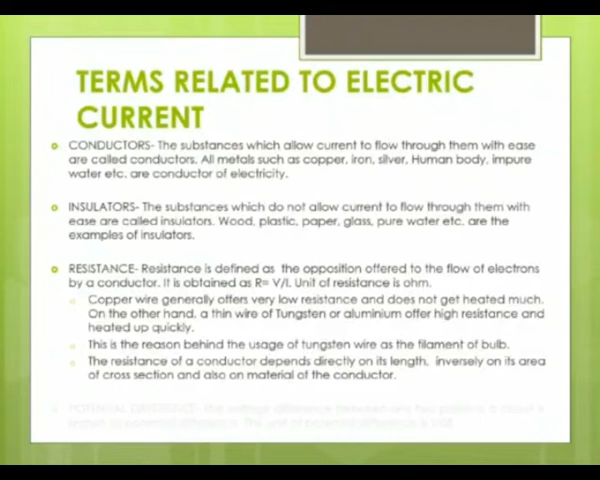 TERMS RELATED TO ELECTRIC
CURRENT
CONDUCTORS- The substances which allow current to flow through them with ease
are called conductors. All metals such as copper, iron, silver, Human body, impure
water etc. are conductor of electricity.
INSULATORS- The substances which do not allow current to flow through them with
ease are called insulators. Wood, plastic, paper, glass, pure water etc. are the
examples of insulators.
RESISTANCE- Resistance is defined as the opposition offered to the flow of electrons
by a conductor. It is obtained as R= V/I. Unit of resistance is ohm.
Copper wire generally offers very low resistance and does not get heated much.
On the other hand, a thin wire of Tungsten or aluminium offer high resistance and
heated up quickly.
This is the reason behind the usage of tungsten wire as the filament of bulb.
The resistance of a conductor depends directly on its length, inversely on its area
of cross section and also on material of the conductor.
POTENTIAL DIFFERENCE- The voltage difference between any two